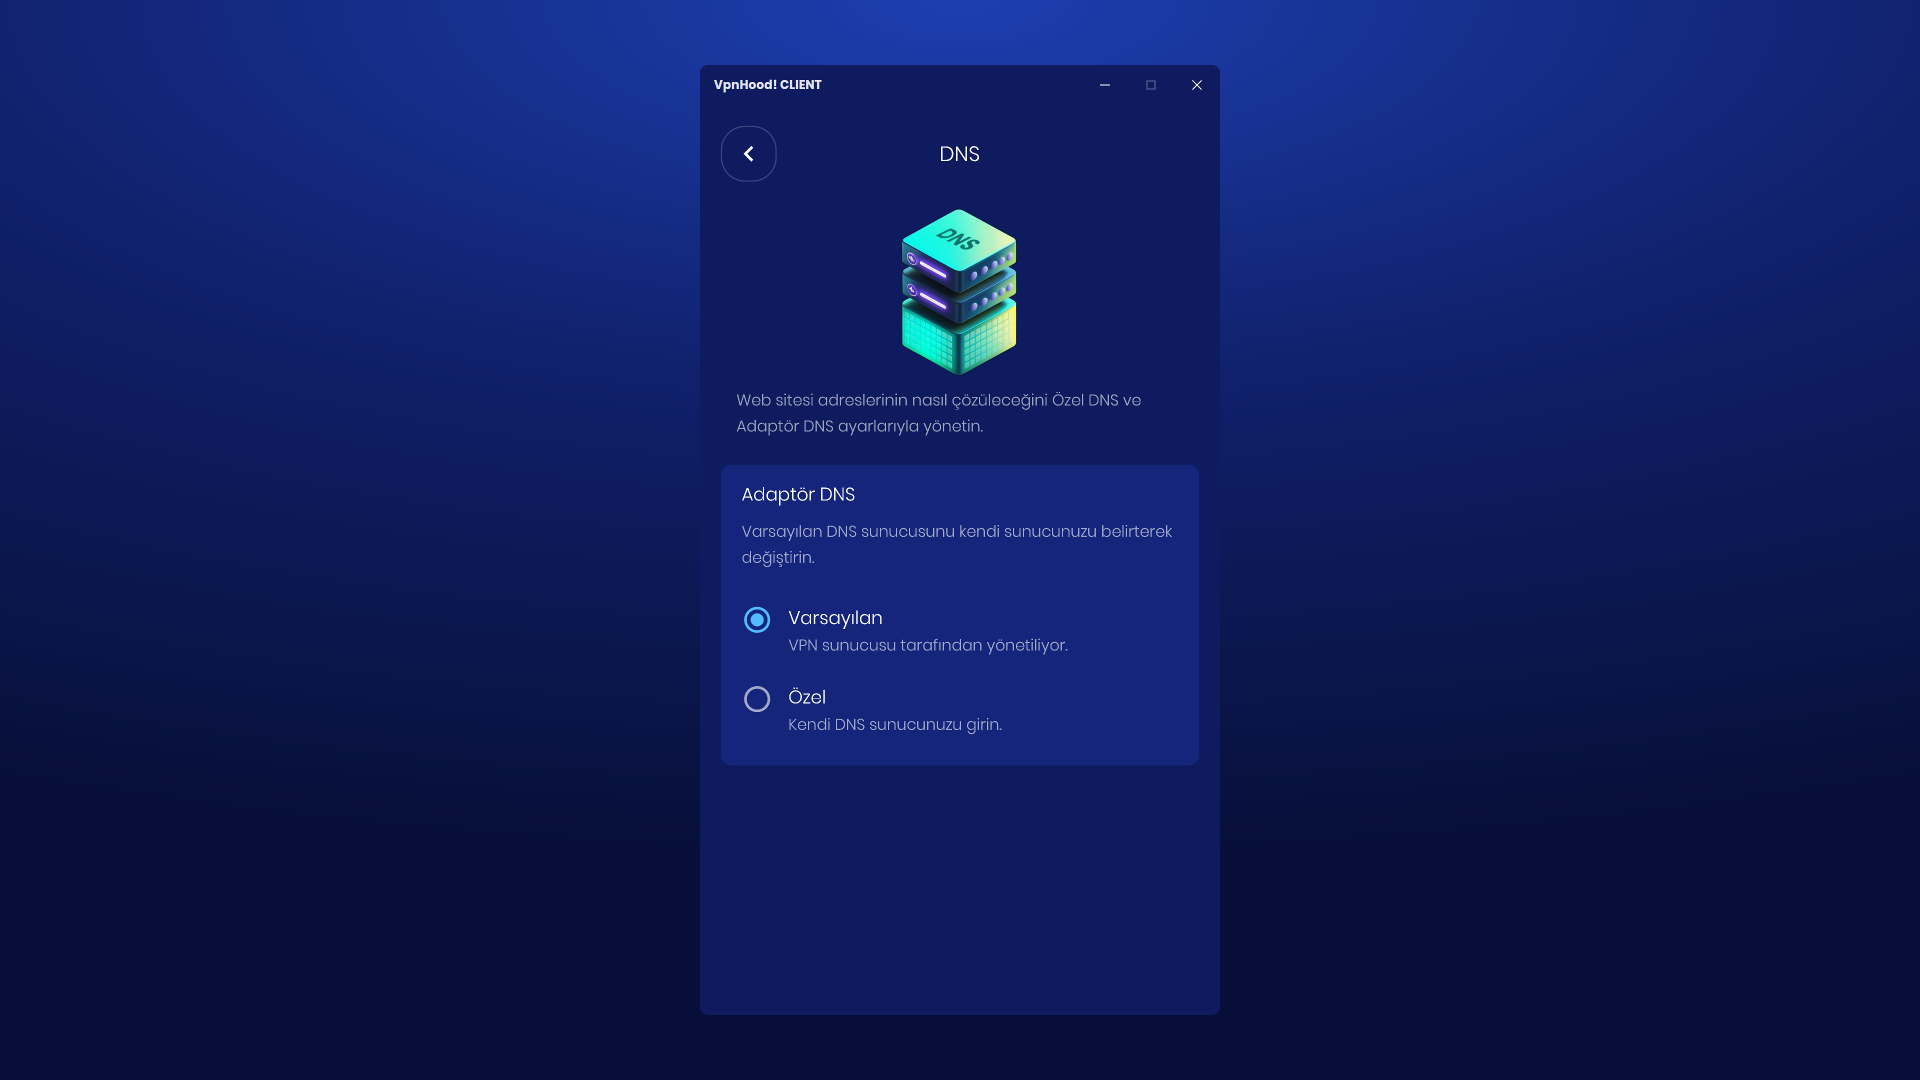 VpnHood! CLIENT
DNS
DNS
Web sitesi adreslerinin nasıl çözüleceğini Özel DNS ve
Adaptör DNS ayarlarıyla yönetin.
Adaptör DNS
Varsayılan DNS sunucusunu kendi sunucunuzu belirterek
değiştirin.
Varsayılan
VPN sunucusu tarafından yönetiliyor.
Özel
Kendi DNS sunucunuzu girin.